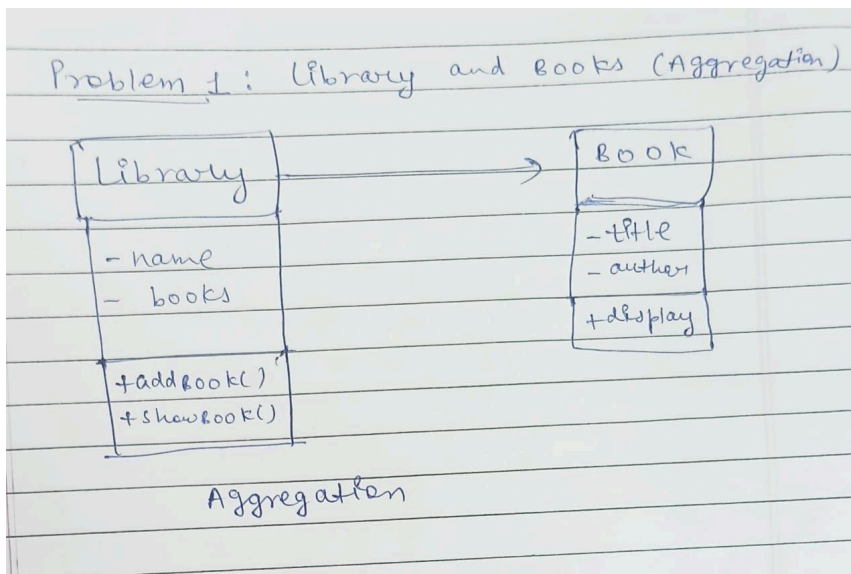 Problem 1: Library and Books (Aggregation)
Library
- name
- books
+addBook()
+showBook()
Book
- title
- auther
+display
Aggregation